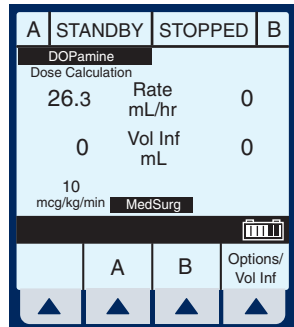 A STANDBY STOPPED B
DOPamine
Dose Calculation
26.3 Rate mL/hr 0
0 Vol Inf mL 0
10
mcg/kg/min MedSurg
A B Options/ Vol Inf